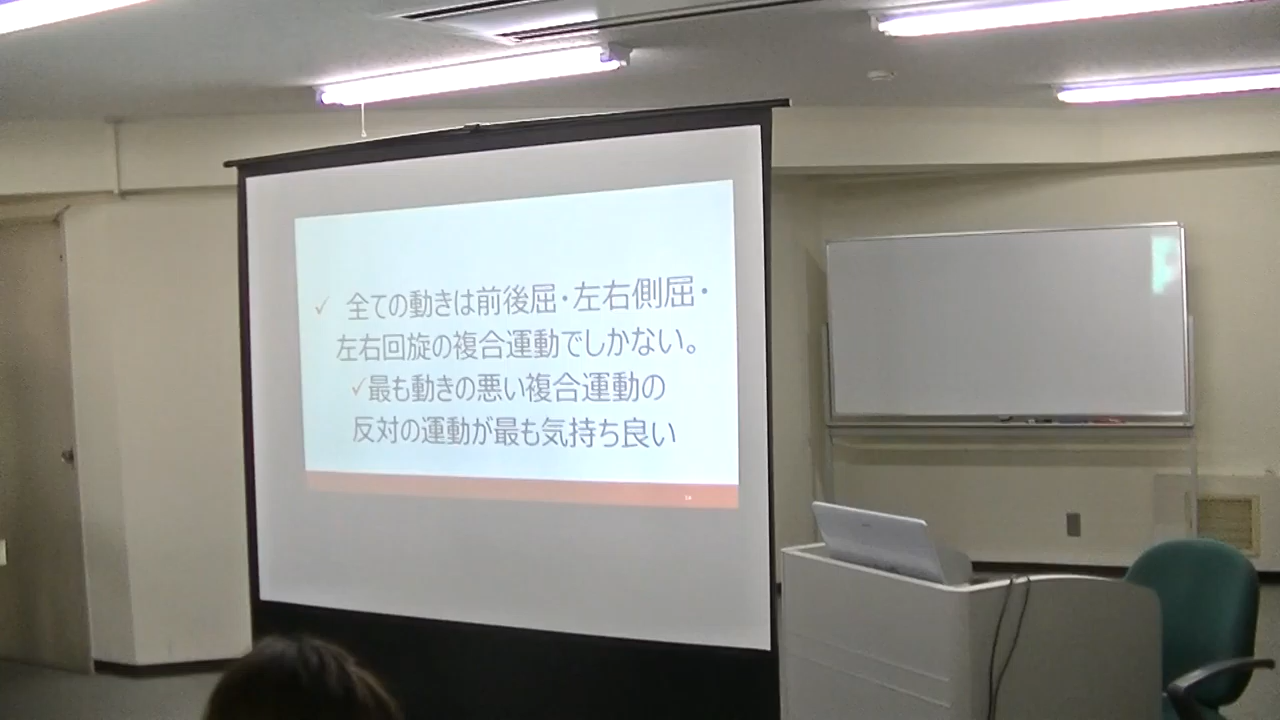 ✓ 全ての動きは前後屈・左右側屈・
左右回旋の複合運動でしかない。
✓最も動きの悪い複合運動の
反対の運動が最も気持ち良い